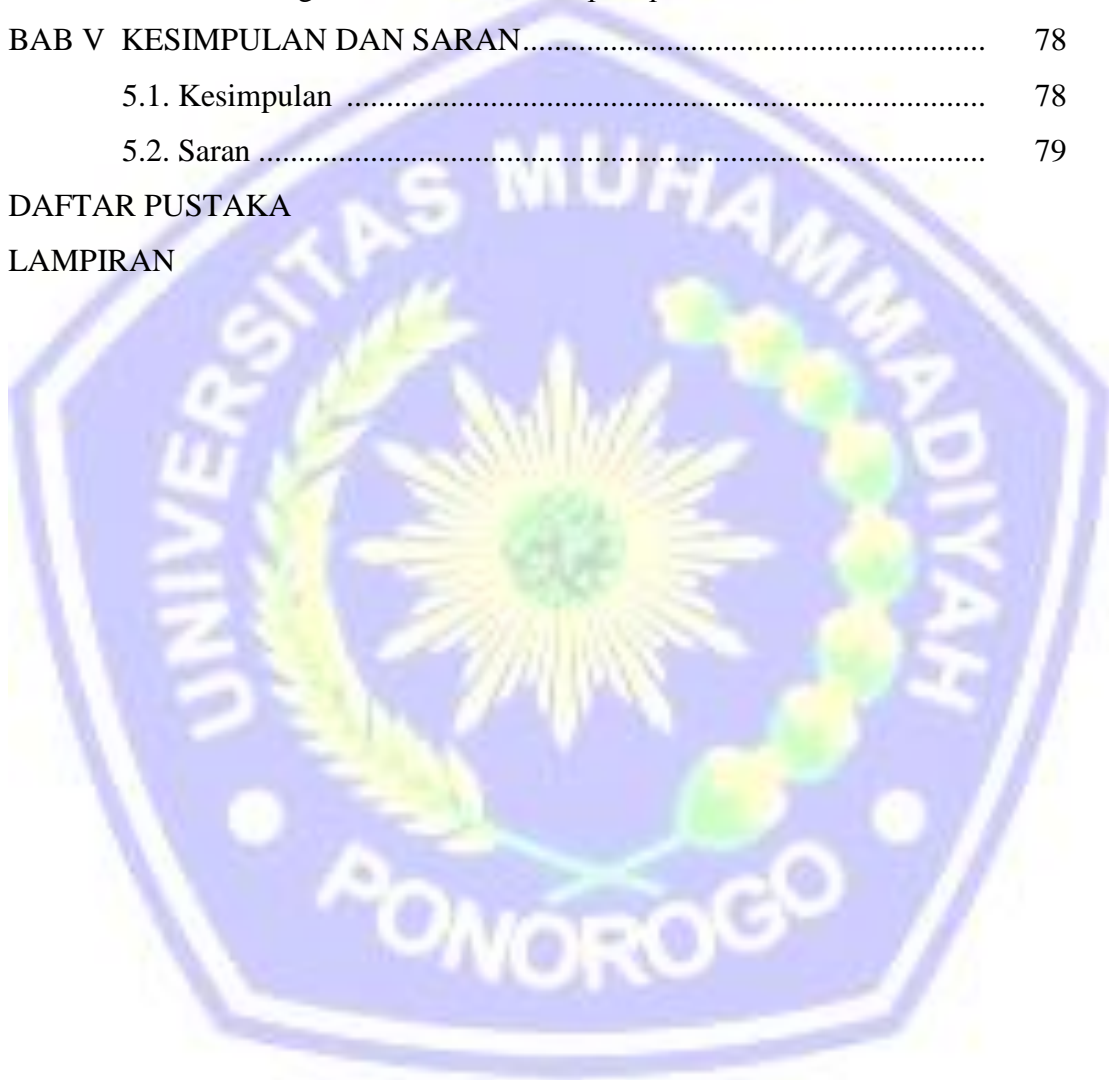 BAB V KESIMPULAN DAN SARAN.......................................................... 78
5.1. Kesimpulan ................................................................................ 78
5.2. Saran ........................................................................................... 79
DAFTAR PUSTAKA
LAMPIRAN
UNIVERSITAS MUHAMMADIYAH
PONOROGO